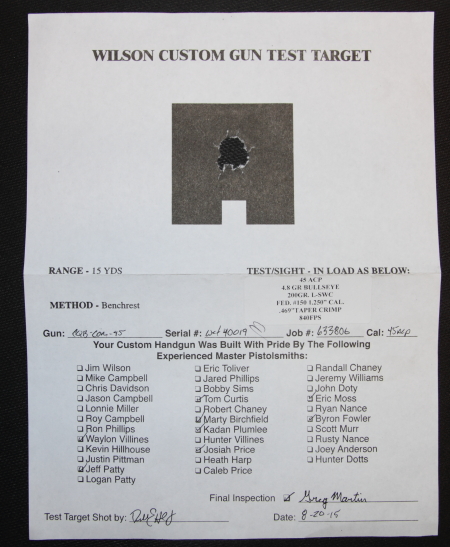 WILSON CUSTOM GUN TEST TARGET
RANGE - 15 YDS
TEST/SIGHT - IN LOAD AS BELOW:
45 ACP
4.8 GR BULLSEYE
200GR. L-SWC
FED. #150 1.250" CAL.
.469"TAPER CRIMP
840FPS
METHOD - Benchrest
Gun: Serial #: Job #: 633806 Cal: 45ACP
Your Custom Handgun Was Built With Pride By The Following
Experienced Master Pistolsmiths:
Jim Wilson Eric Toliver Randall Chaney
Mike Campbell Jared Phillips Jeremy Williams
Chris Davidson Bobby Sims John Doty
Jason Campbell Tom Curtis Eric Moss
Lonnie Miller Robert Chaney Ryan Nance
Roy Campbell Marty Birchfield Byron Fowler
Ron Phillips Kadan Plumlee Scott Murr
Waylon Villines Hunter Villines Rusty Nance
Kevin Hillhouse Josiah Price Joey Anderson
Justin Pittman Heath Harp Hunter Dotts
Jeff Patty Caleb Price
Logan Patty
Final Inspection Greg Martin
Test Target Shot by: Date: 8-20-15